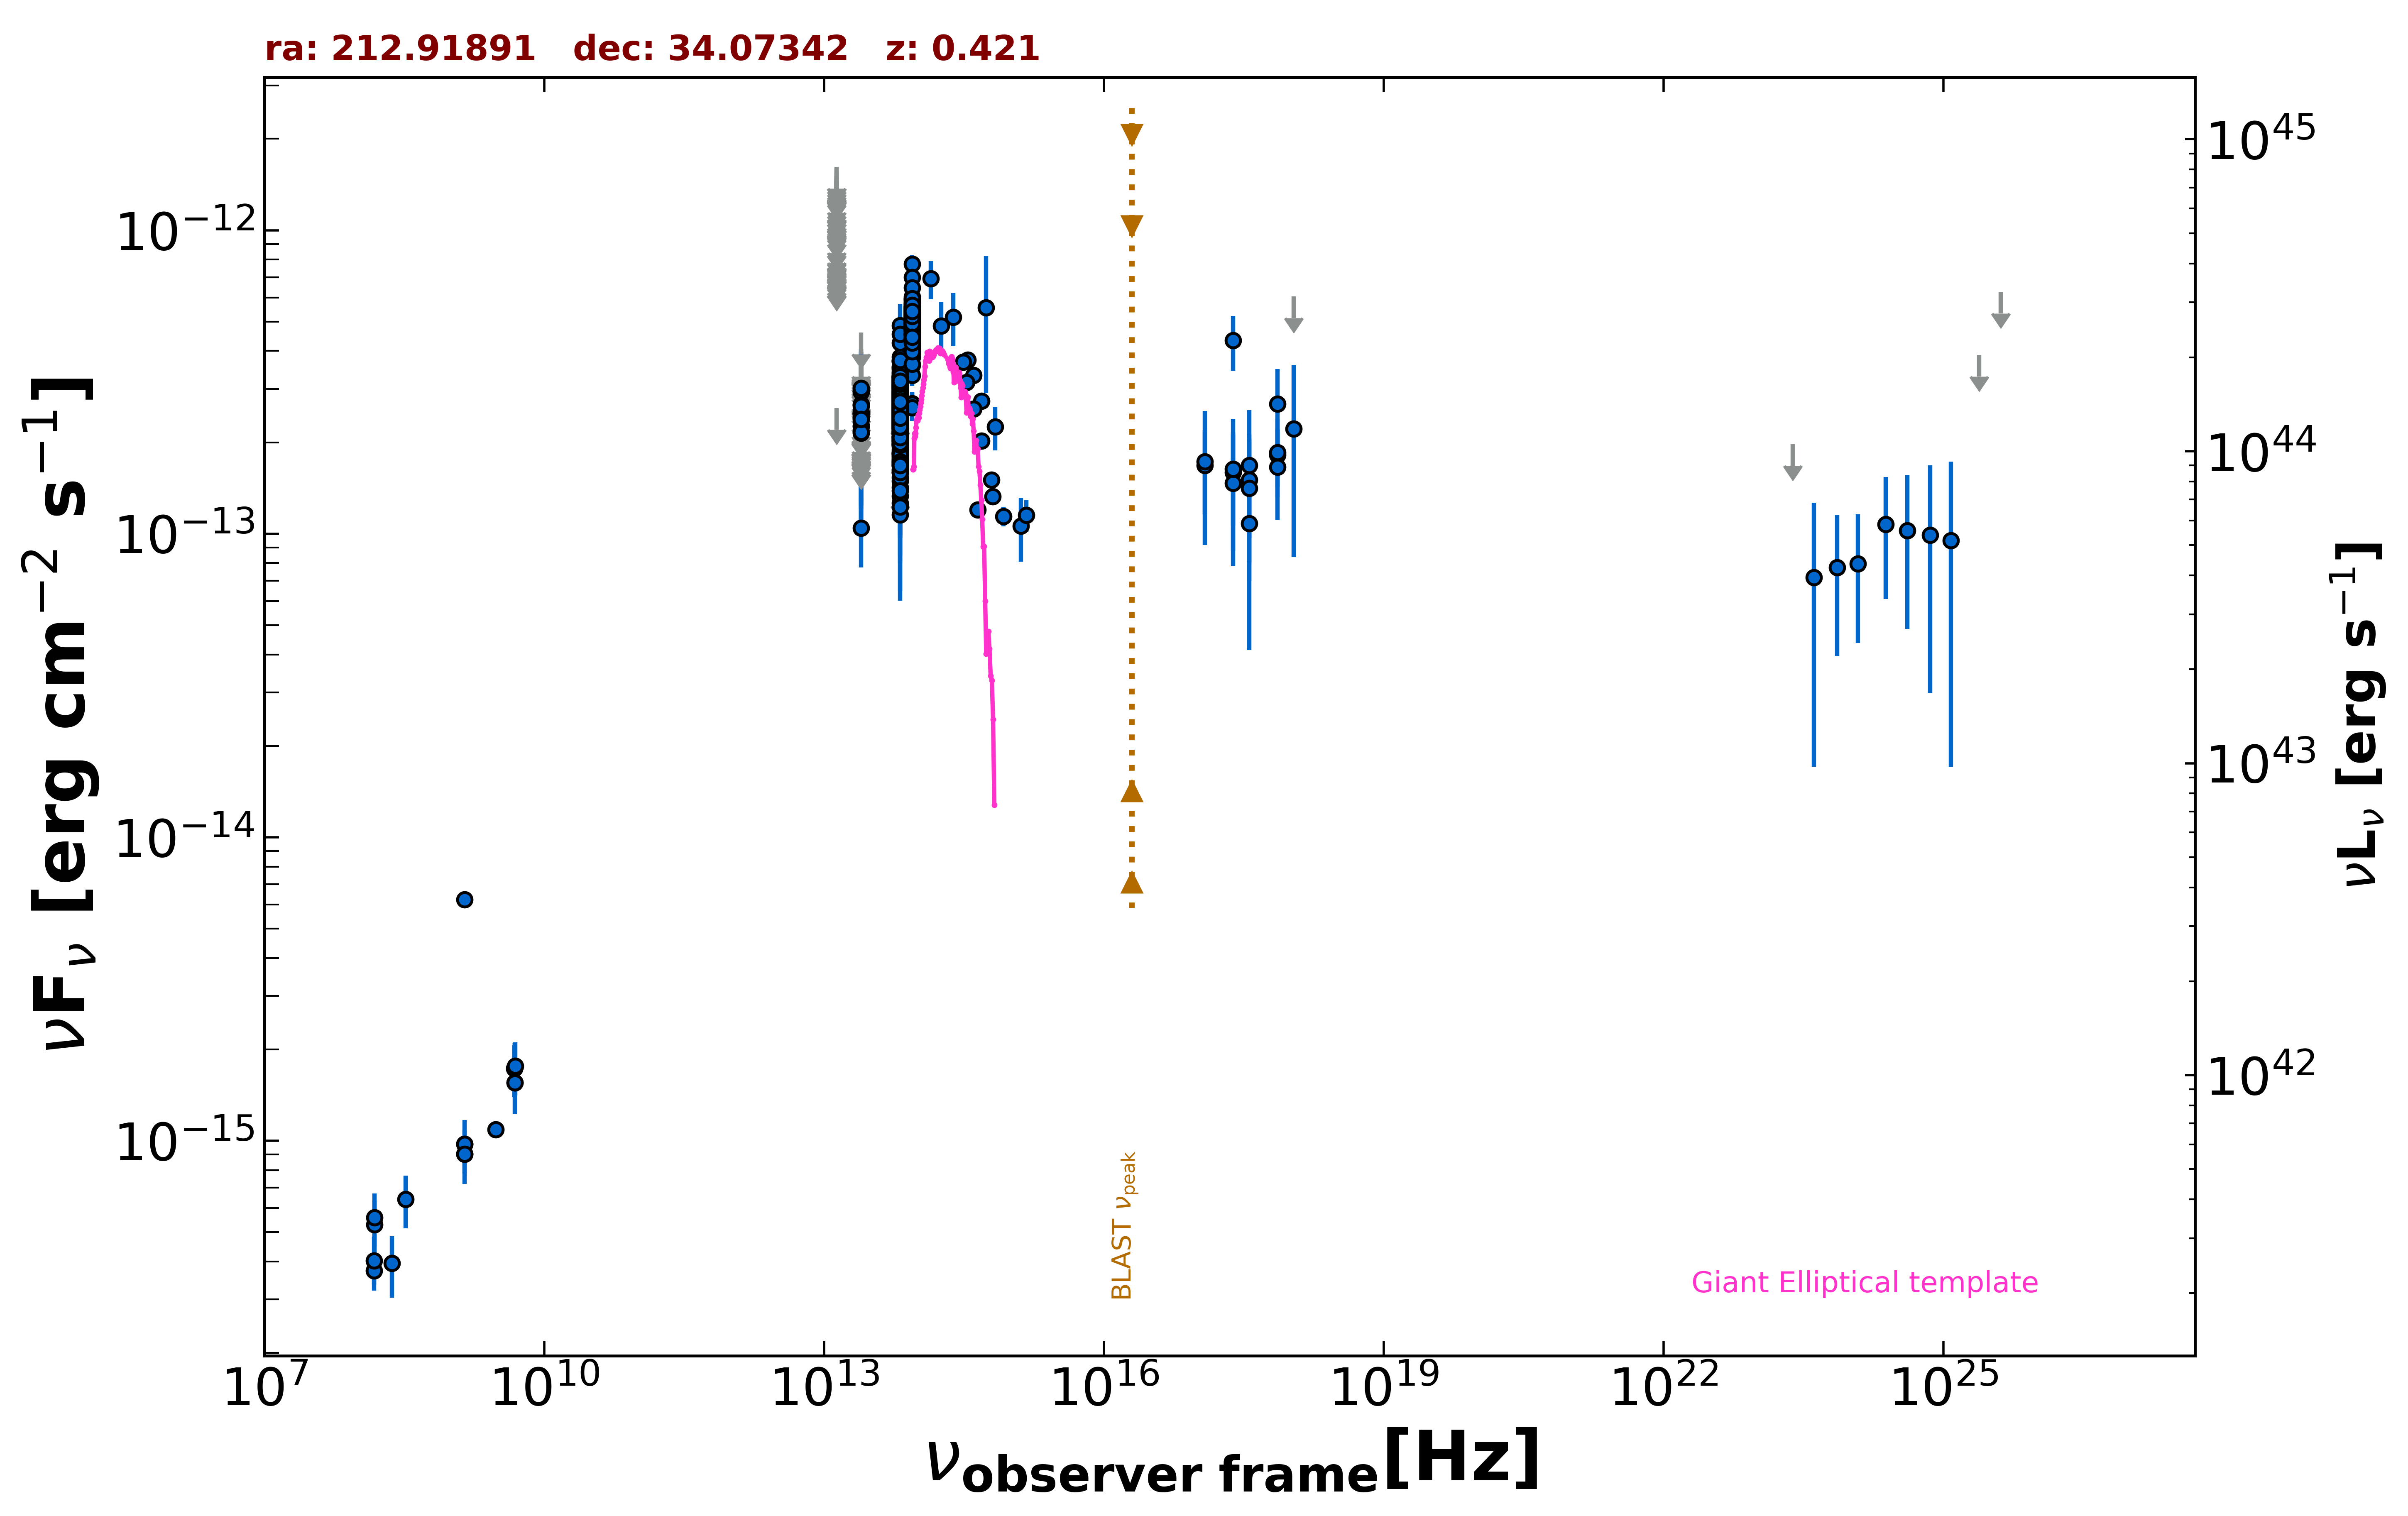 ra: 212.91891   dec: 34.07342   z: 0.421
νFν [erg cm−2 s−1]
10−12
10−13
10−14
10−15
1045
1044
1043
1042
νLν [erg s−1]
BLAST νpeak
Giant Elliptical template
107 1010 1013 1016 1019 1022 1025
νobserver frame[Hz]